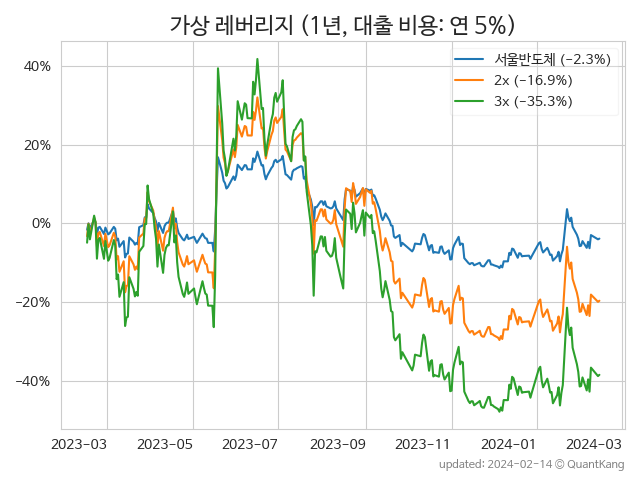 가상 레버리지 (1년, 대출 비용: 연 5%)
서울반도체 (−2.3%)
2x (−16.9%)
3x (−35.3%)
40%
20%
0%
−20%
−40%
2023-03 2023-05 2023-07 2023-09 2023-11 2024-01 2024-03
updated: 2024-02-14 @ QuantKang